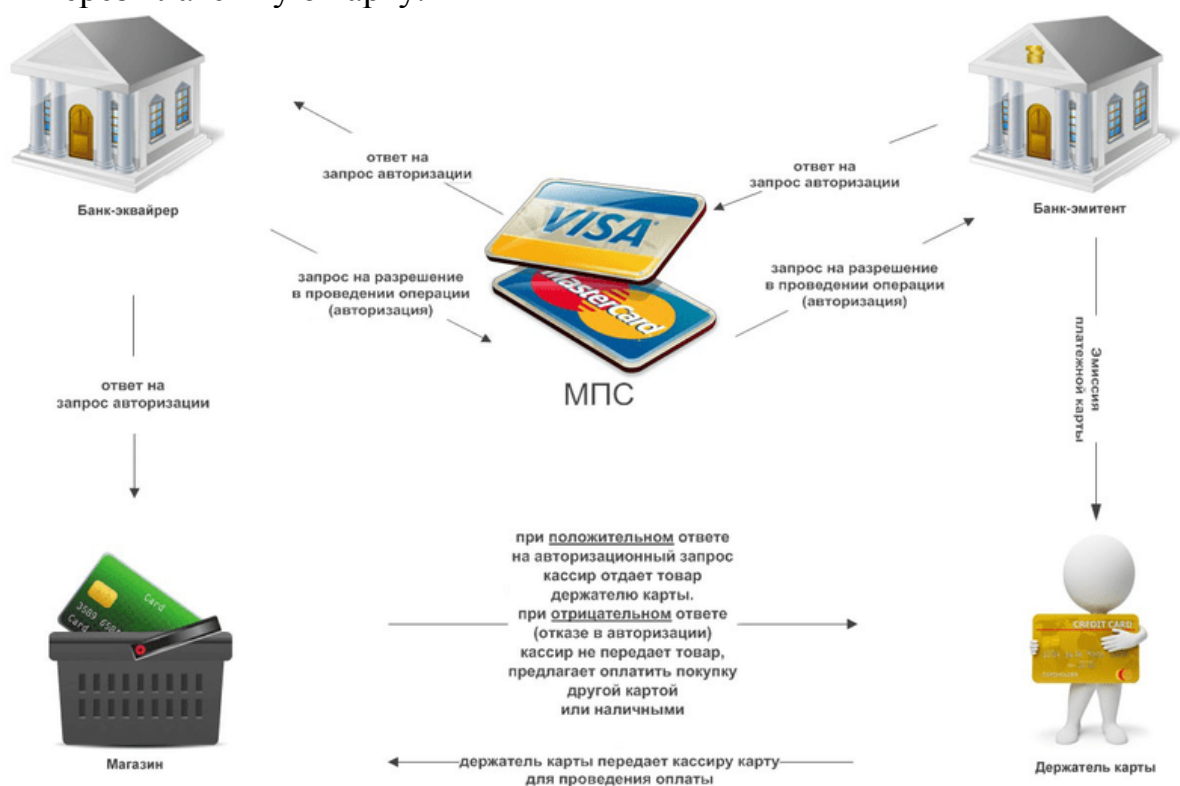 ответ на
запрос авторизации
ответ на
запрос авторизации
Банк-эквайрер
VISA
Банк-эмитент
запрос на разрешение
в проведении операции
(авторизация)
MasterCard
запрос на разрешение
в проведении операции
(авторизация)
Эмиссия
платежной карты
ответ на
запрос авторизации
МПС
при положительном ответе
на авторизационный запрос
кассир отдает товар
держателю карты.
при отрицательном ответе
(отказе в авторизации)
кассир не передает товар,
предлагает оплатить покупку
другой картой
или наличными
Card
Card
CREDIT CARD
Магазин
держатель карты передает кассиру карту
для проведения оплаты
Держатель карты